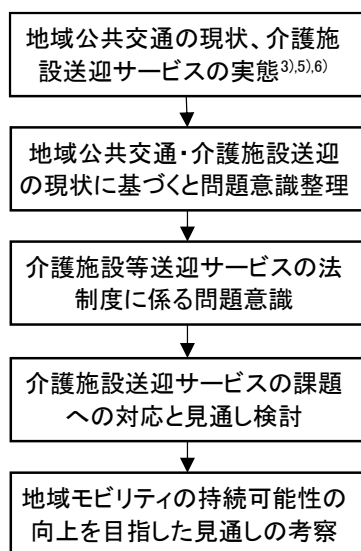 地域公共交通の現状、介護施
設送迎サービスの実態3),5),6)
地域公共交通・介護施設送迎
の現状に基づくと問題意識整理
介護施設等送迎サービスの法
制度に係る問題意識
介護施設送迎サービスの課題
への対応と見通し検討
地域モビリティの持続可能性の
向上を目指した見通しの考察